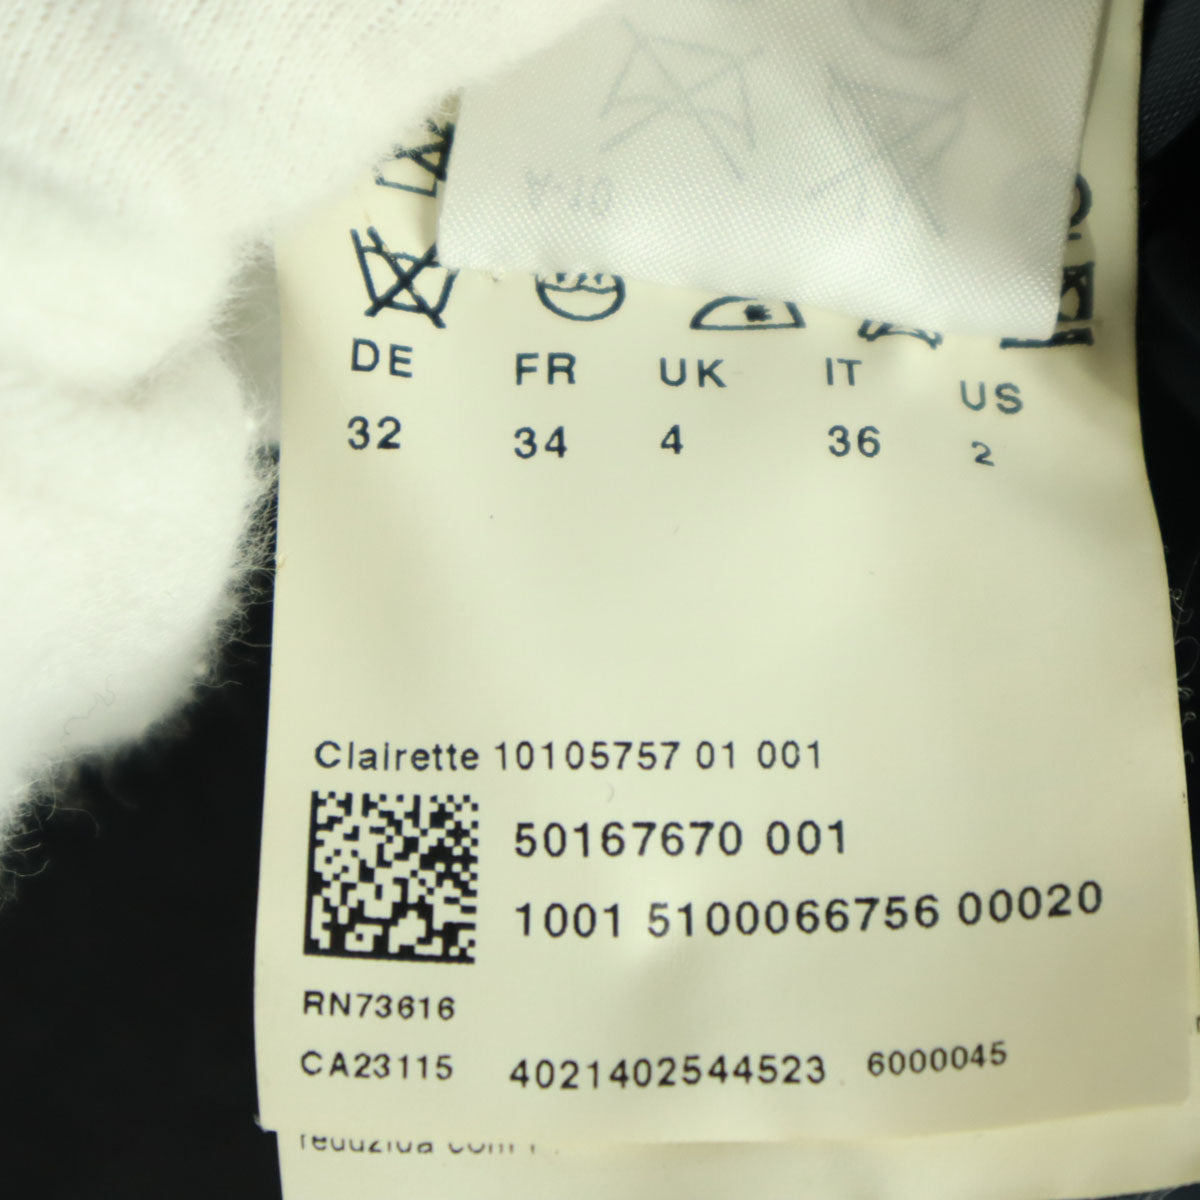 DE FR UK IT US
32 34 4 36 2
Clairette 10105757 01 001
50167670 001
1001 5100066756 00020
RN73616
CA23115 4021402544523 6000045